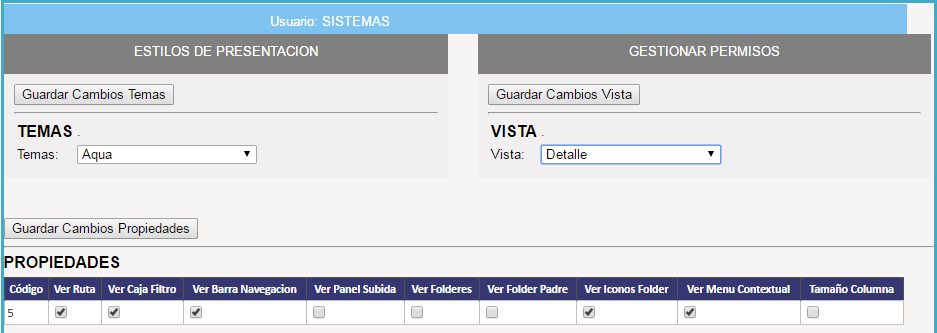 Usuario: SISTEMAS
ESTILOS DE PRESENTACION
GESTIONAR PERMISOS
Guardar Cambios Temas
Guardar Cambios Vista
TEMAS .
VISTA .
Temas: Aqua
Vista: Detalle
Guardar Cambios Propiedades
PROPIEDADES
Código Ver Ruta Ver Caja Filtro Ver Barra Navegacion Ver Panel Subida Ver Folderes Ver Folder Padre Ver Iconos Folder Ver Menu Contextual Tamaño Columna
5